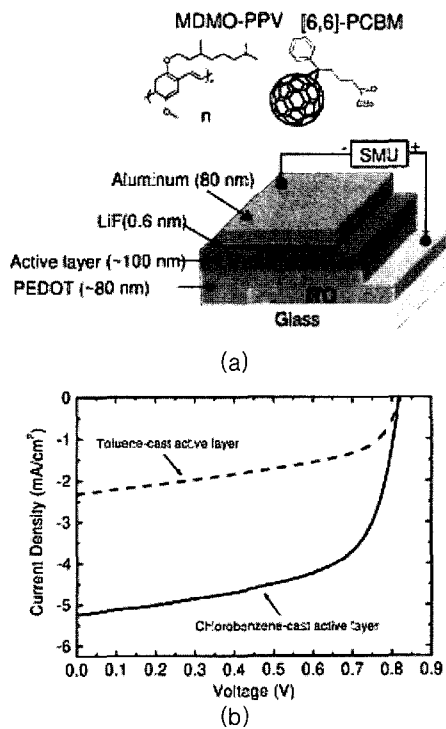 MDMO-PPV [6,6]-PCBM
n
SMU
- +
Aluminum (80 nm)
LiF(0.6 nm)
Active layer (~100 nm)
PEDOT (~80 nm)
ITO
Glass
(a)
Current Density (mA/cm²)
0
-1
-2
-3
-4
-5
-6
Toluene-cast active layer
Chlorobenzene-cast active layer
0.0 0.1 0.2 0.3 0.4 0.5 0.6 0.7 0.8 0.9
Voltage (V)
(b)